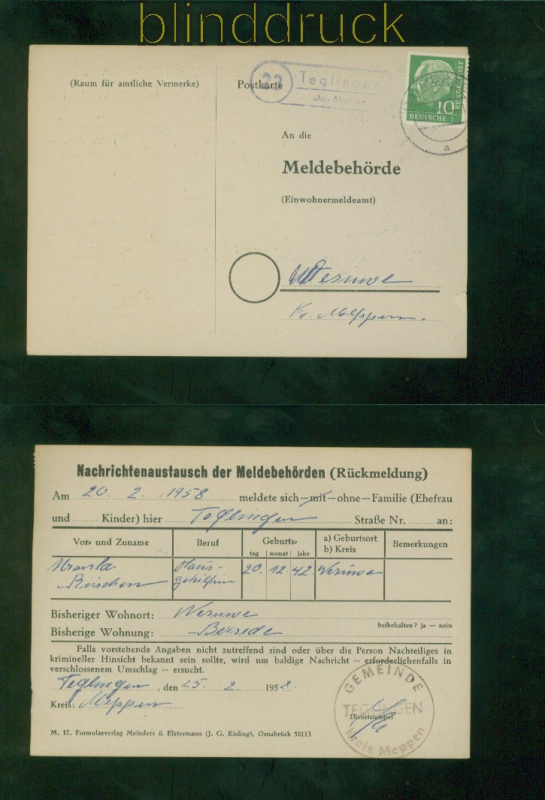 blinddruck
(Raum für amtliche Vermerke)
Postkarte
23
Teglingen
über Meppen
10
DEUTSCHE
BUNDESPOST
a
An die
Meldebehörde
(Einwohnermeldeamt)
Wesuwe
Kr. Meppen.
Nachrichtenaustausch der Meldebehörden (Rückmeldung)
Am 20. 2. 1958 meldete sich —mit— ohne— Familie (Ehefrau
und Kinder) hier Teglingen Straße Nr. an:
Vor- und Zuname Beruf Geburts- a) Geburtsort Bemerkungen
tag monat jahr b) Kreis
Haus- 20. 12. 42 Wesuwe
gehilfin
Bisheriger Wohnort: Wesuwe
Bisherige Wohnung: beibehalten? ja — nein
Falls vorstehende Angaben nicht zutreffend sind oder über die Person Nachteiliges in
krimineller Hinsicht bekannt sein sollte, wird um baldige Nachricht — erforderlichenfalls in
verschlossenem Umschlag — ersucht.
Teglingen, den 25. 2. 1958.
Kreis: Meppen
Dienststempel
GEMEINDE
TEGLINGEN
Kreis Meppen
M. 17. Formularverlag Meinders & Elstermann (J. G. Kisling), Osnabrück 55113